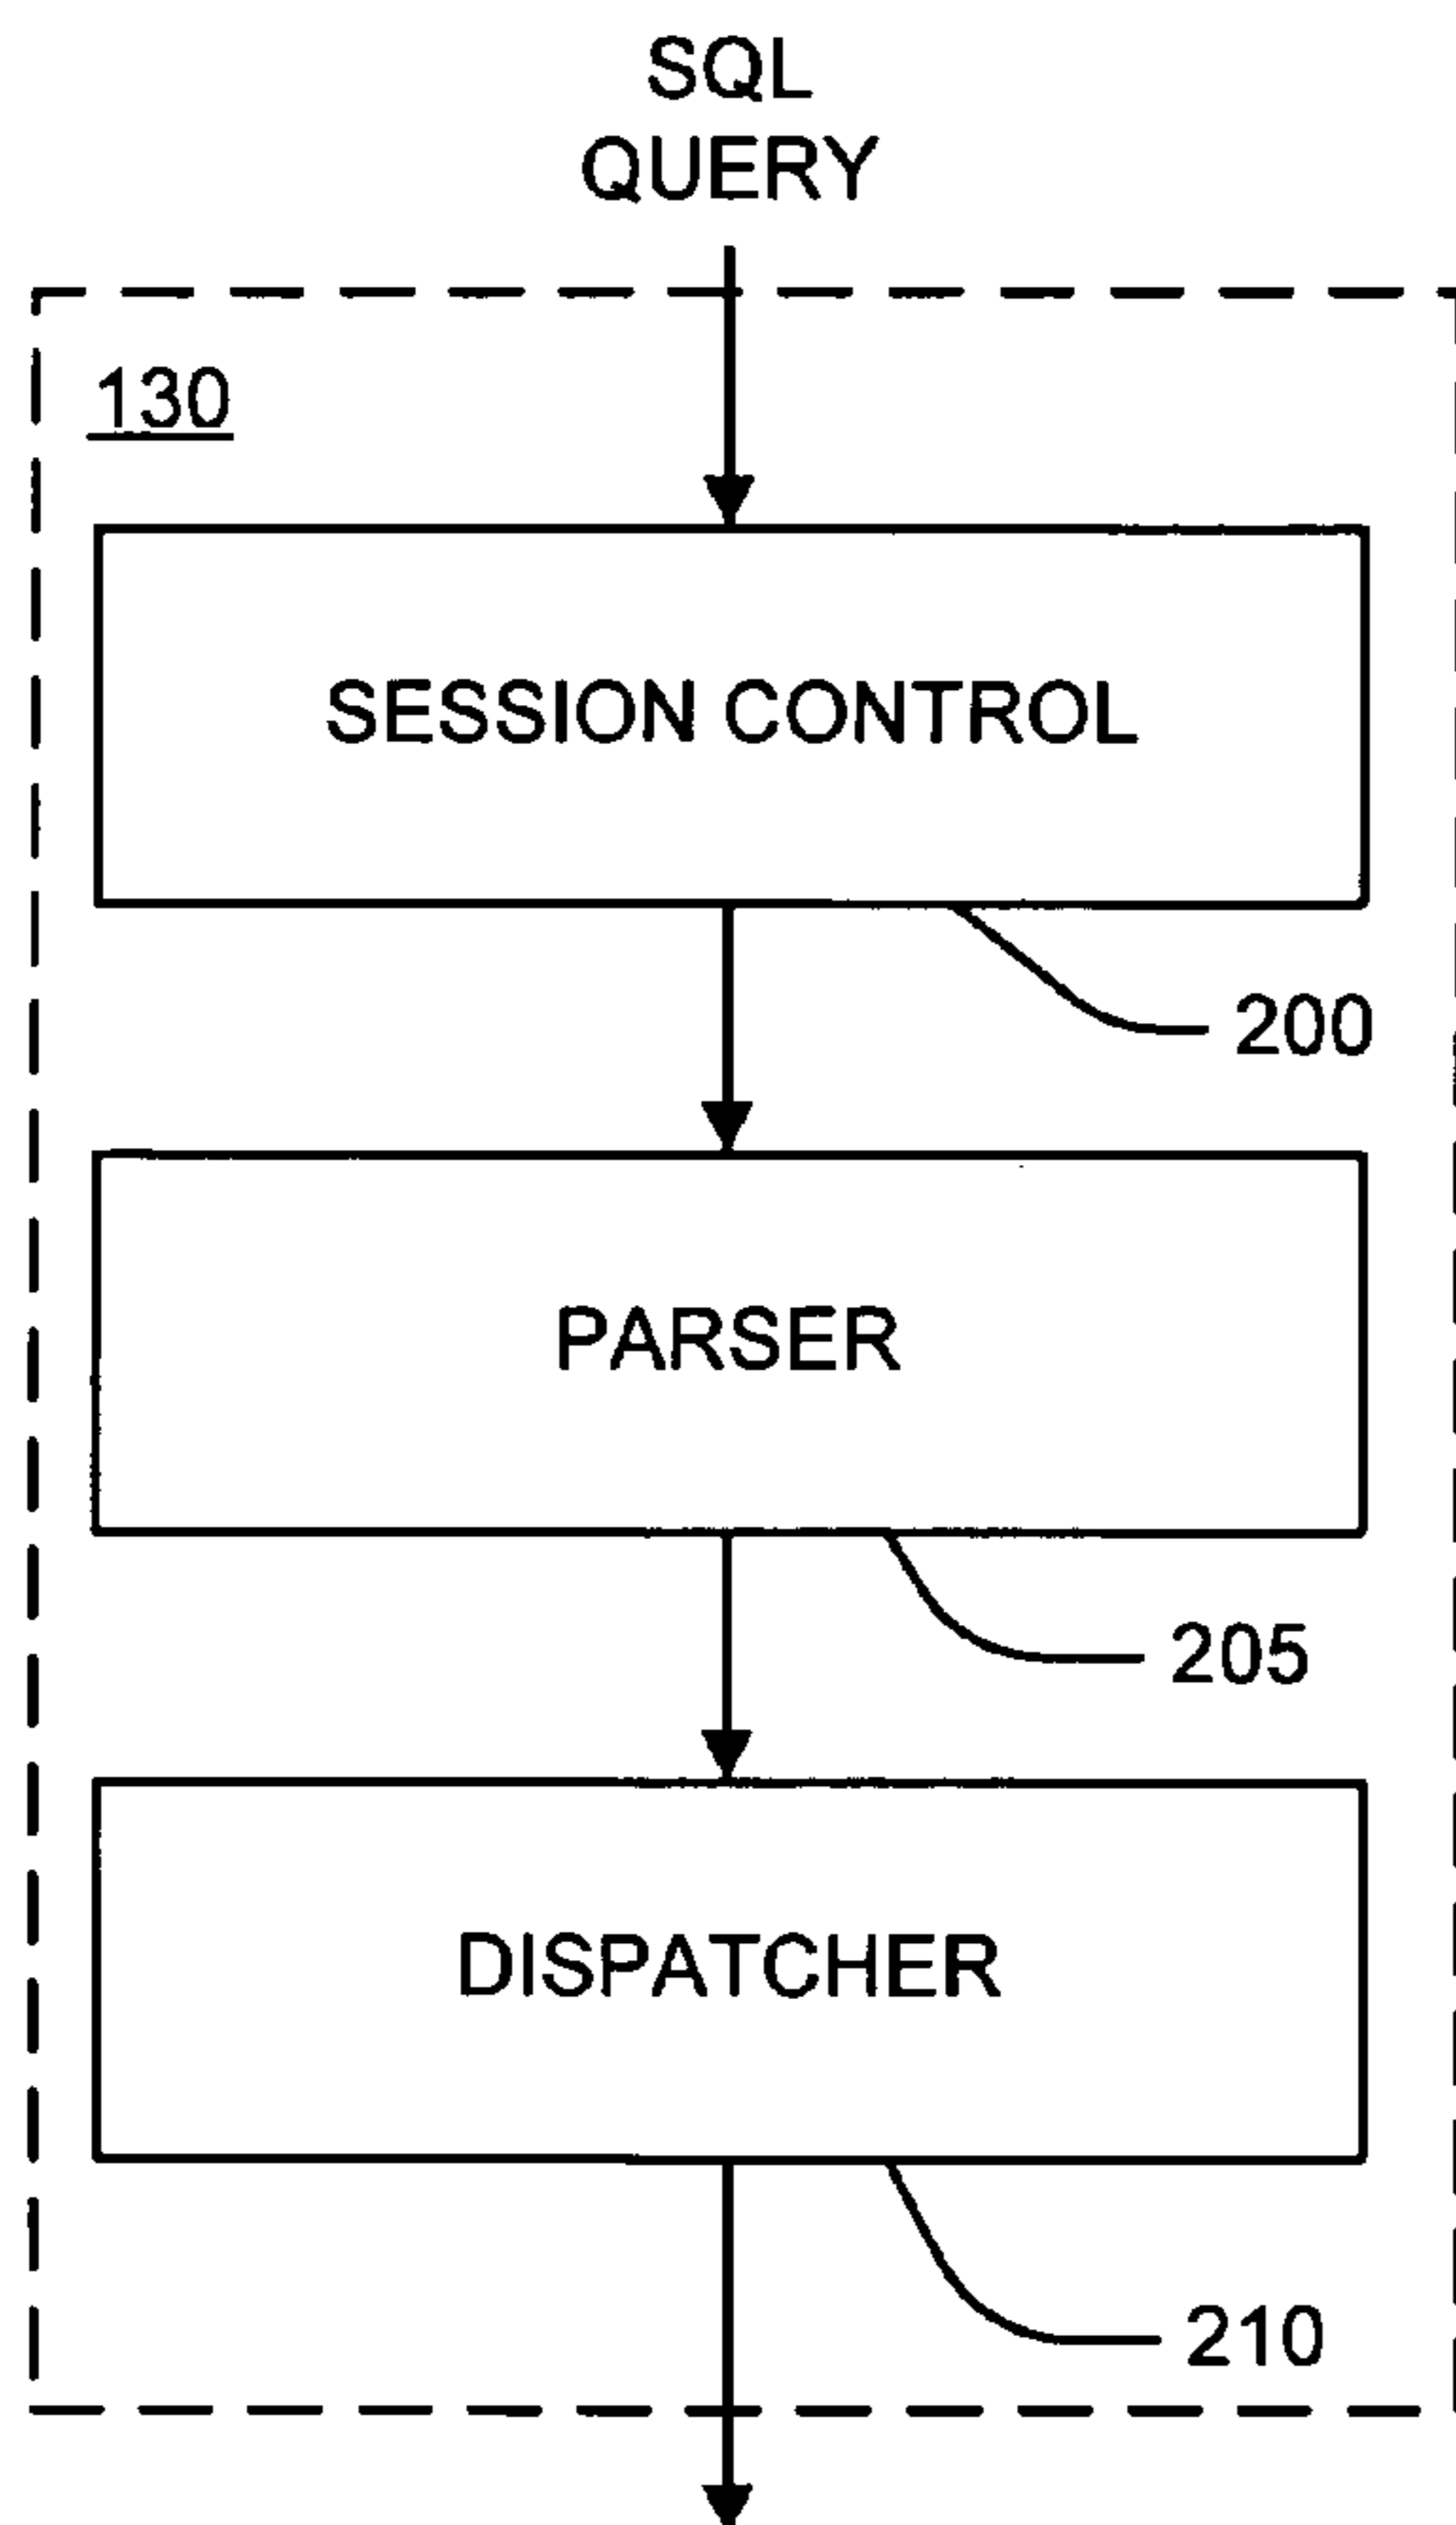 SQL
QUERY
130
SESSION CONTROL
200
PARSER
205
DISPATCHER
210